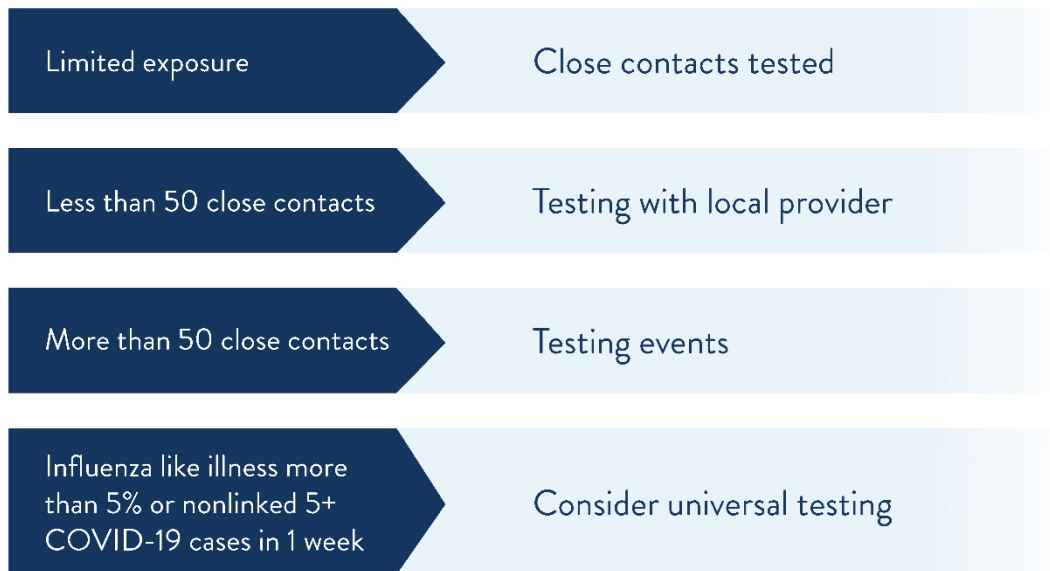 Limited exposure
Close contacts tested
Less than 50 close contacts
Testing with local provider
More than 50 close contacts
Testing events
Influenza like illness more
than 5% or nonlinked 5+
COVID-19 cases in 1 week
Consider universal testing